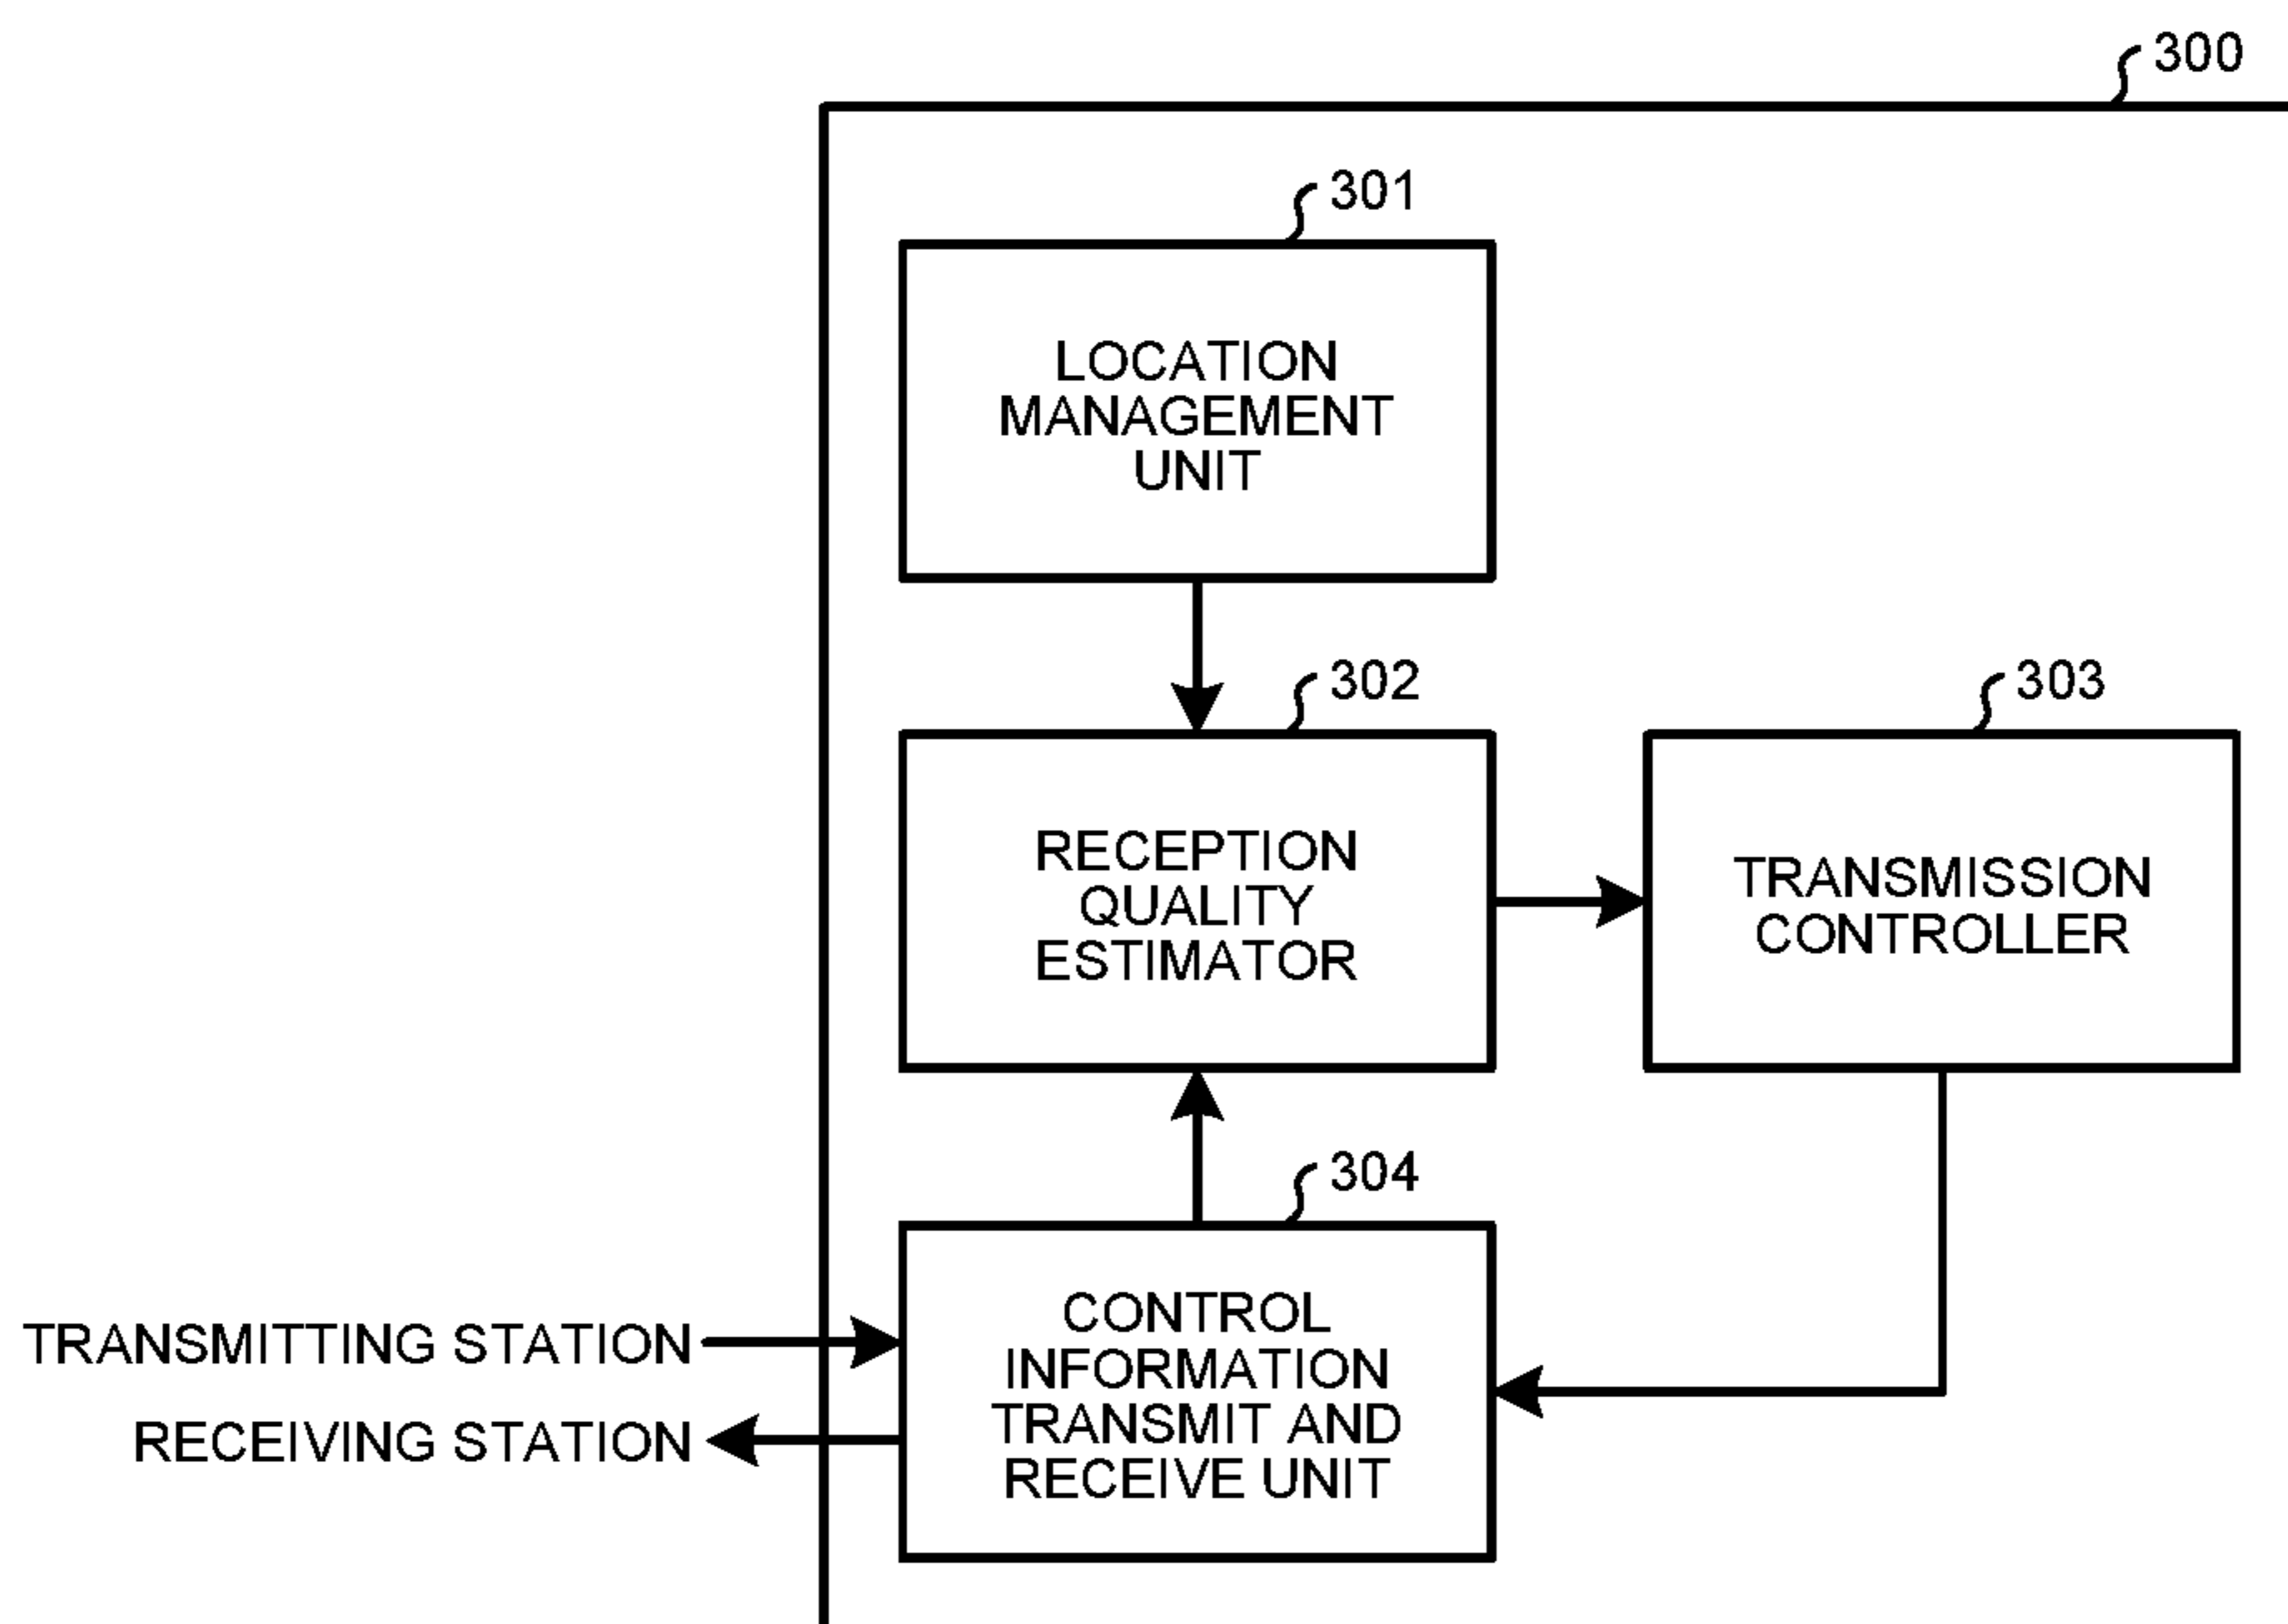 300
301
LOCATION
MANAGEMENT
UNIT
302
RECEPTION
QUALITY
ESTIMATOR
303
TRANSMISSION
CONTROLLER
304
CONTROL
INFORMATION
TRANSMIT AND
RECEIVE UNIT
TRANSMITTING STATION
RECEIVING STATION